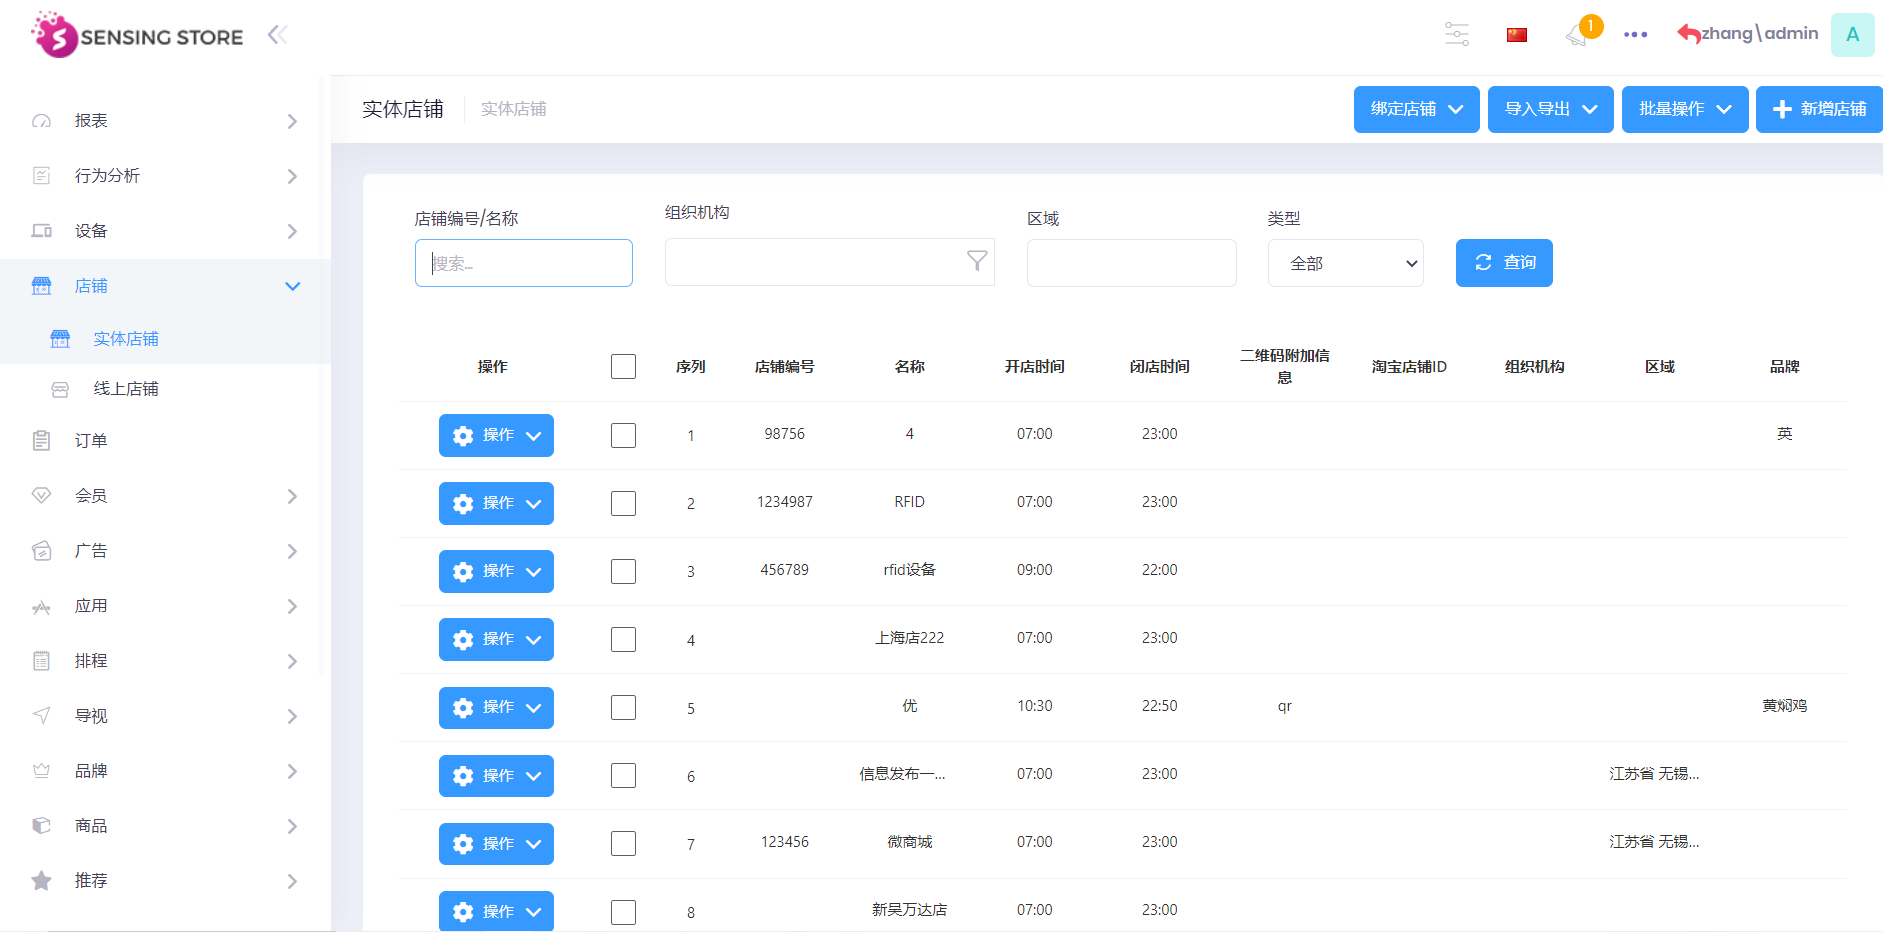 SENSING STORE
1
zhang\admin
A
报表
行为分析
设备
店铺
实体店铺
线上店铺
订单
会员
广告
应用
排程
导视
品牌
商品
推荐
实体店铺 实体店铺
绑定店铺 导入导出 批量操作 新增店铺
店铺编号/名称 组织机构 区域 类型
搜索... 全部 查询
操作 序列 店铺编号 名称 开店时间 闭店时间 二维码附加信息 淘宝店铺ID 组织机构 区域 品牌
操作 1 98756 4 07:00 23:00 英
操作 2 1234987 RFID 07:00 23:00
操作 3 456789 rfid设备 09:00 22:00
操作 4 上海店222 07:00 23:00
操作 5 优 10:30 22:50 qr 黄焖鸡
操作 6 信息发布一... 07:00 23:00 江苏省 无锡...
操作 7 123456 微商城 07:00 23:00 江苏省 无锡...
操作 8 新吴万达店 07:00 23:00